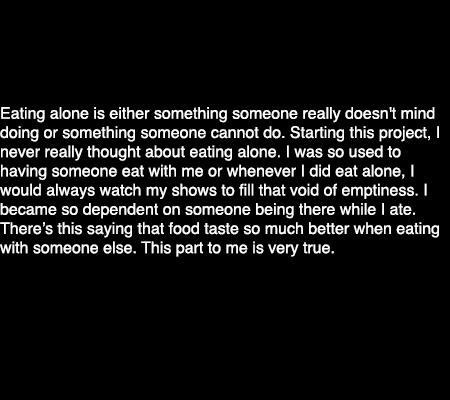 Eating alone is either something someone really doesn't mind
doing or something someone cannot do. Starting this project, I
never really thought about eating alone. I was so used to
having someone eat with me or whenever I did eat alone, I
would always watch my shows to fill that void of emptiness. I
became so dependent on someone being there while I ate.
There’s this saying that food taste so much better when eating
with someone else. This part to me is very true.